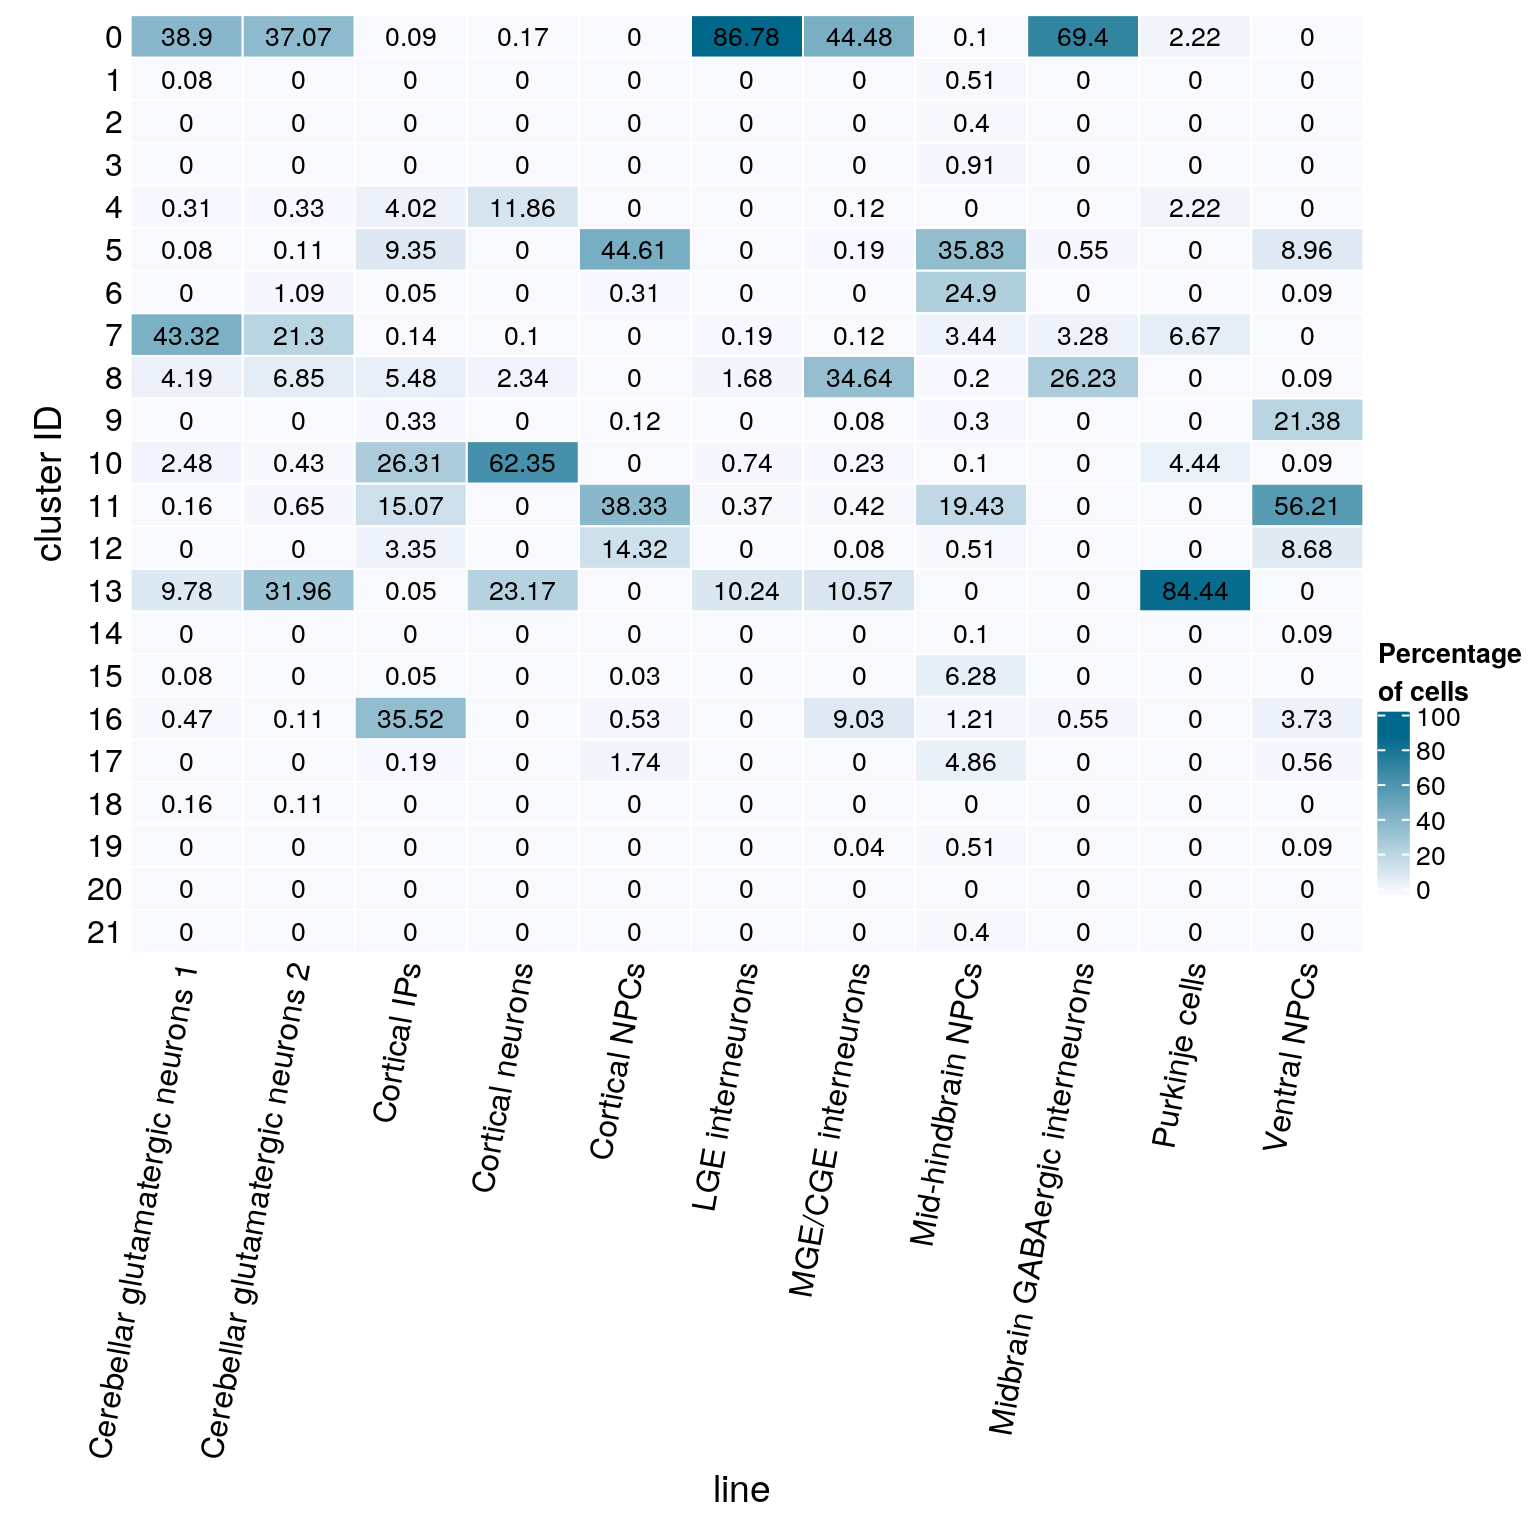 0 38.9 37.07 0.09 0.17 0 86.78 44.48 0.1 69.4 2.22 0
1 0.08 0 0 0 0 0 0 0.51 0 0 0
2 0 0 0 0 0 0 0 0.4 0 0 0
3 0 0 0 0 0 0 0 0.91 0 0 0
4 0.31 0.33 4.02 11.86 0 0 0.12 0 0 2.22 0
5 0.08 0.11 9.35 0 44.61 0 0.19 35.83 0.55 0 8.96
6 0 1.09 0.05 0 0.31 0 0 24.9 0 0 0.09
7 43.32 21.3 0.14 0.1 0 0.19 0.12 3.44 3.28 6.67 0
8 4.19 6.85 5.48 2.34 0 1.68 34.64 0.2 26.23 0 0.09
9 0 0 0.33 0 0.12 0 0.08 0.3 0 0 21.38
10 2.48 0.43 26.31 62.35 0 0.74 0.23 0.1 0 4.44 0.09
11 0.16 0.65 15.07 0 38.33 0.37 0.42 19.43 0 0 56.21
12 0 0 3.35 0 14.32 0 0.08 0.51 0 0 8.68
13 9.78 31.96 0.05 23.17 0 10.24 10.57 0 0 84.44 0
14 0 0 0 0 0 0 0 0.1 0 0 0.09
15 0.08 0 0.05 0 0.03 0 0 6.28 0 0 0
16 0.47 0.11 35.52 0 0.53 0 9.03 1.21 0.55 0 3.73
17 0 0 0.19 0 1.74 0 0 4.86 0 0 0.56
18 0.16 0.11 0 0 0 0 0 0 0 0 0
19 0 0 0 0 0 0 0.04 0.51 0 0 0.09
20 0 0 0 0 0 0 0 0 0 0 0
21 0 0 0 0 0 0 0 0.4 0 0 0
cluster ID
Cerebellar glutamatergic neurons 1
Cerebellar glutamatergic neurons 2
Cortical IPs
Cortical neurons
Cortical NPCs
LGE interneurons
MGE/CGE interneurons
Mid-hindbrain NPCs
Midbrain GABAergic interneurons
Purkinje cells
Ventral NPCs
line
Percentage
of cells
100
80
60
40
20
0